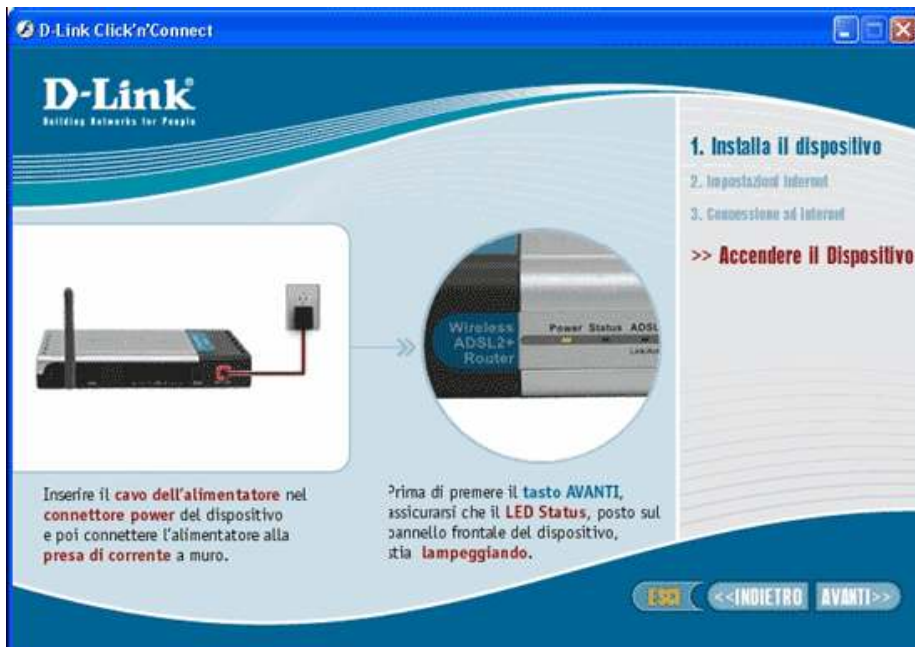 D-Link Click'n'Connect
D-Link®
Building Networks for People
1. Installa il dispositivo
2. Impostazioni Internet
3. Connessione ad Internet
>> Accendere il Dispositivo
Wireless
ADSL2+
Router
Power Status ADSL
Inserire il cavo dell'alimentatore nel
connettore power del dispositivo
e poi connettere l'alimentatore alla
presa di corrente a muro.
Prima di premere il tasto AVANTI,
assicurarsi che il LED Status, posto sul
pannello frontale del dispositivo,
stia lampeggiando.
ESCI <<INDIETRO AVANTI>>